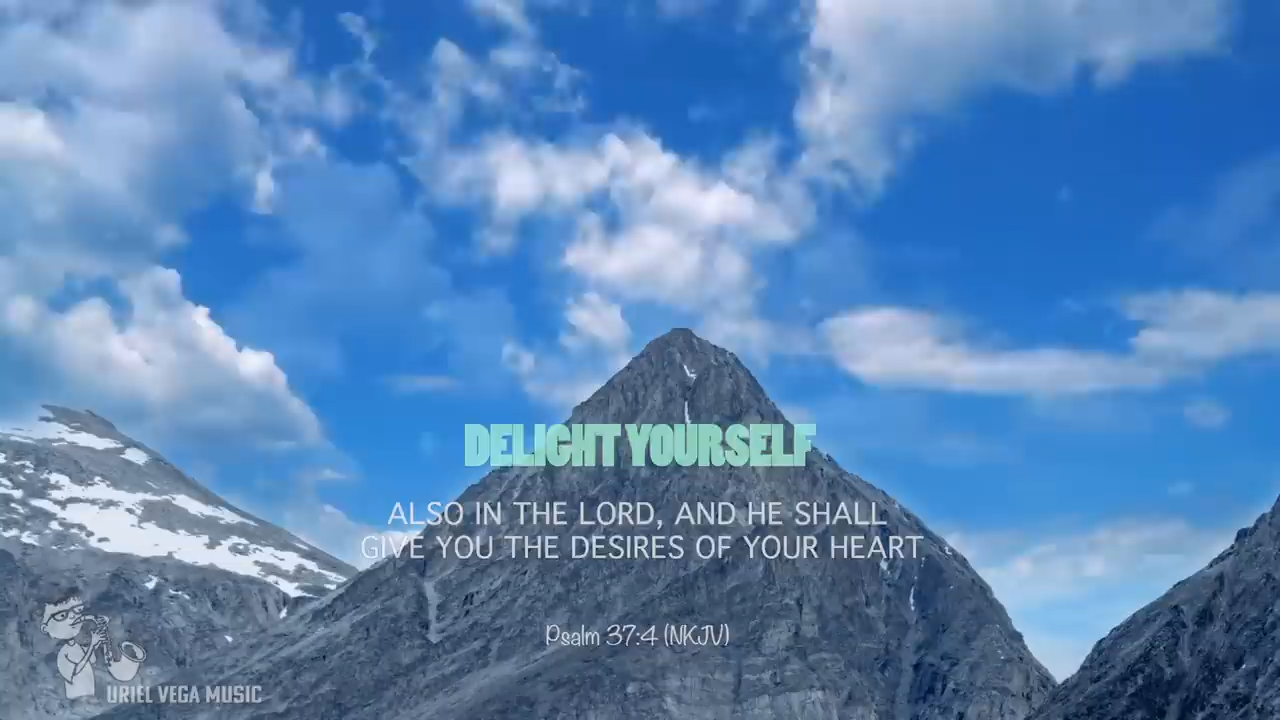 DELIGHT YOURSELF
ALSO IN THE LORD, AND HE SHALL
GIVE YOU THE DESIRES OF YOUR HEART
Psalm 37:4 (NKJV)
URIEL VEGA MUSIC